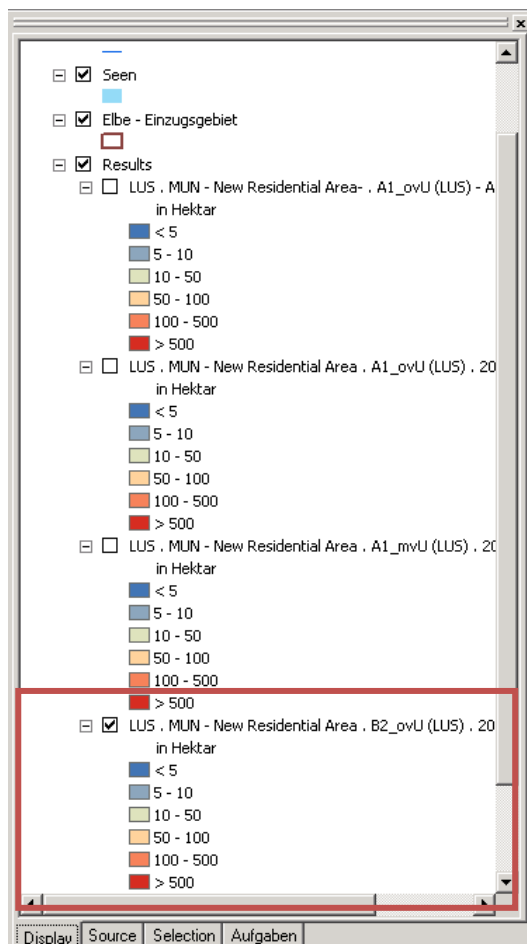 Seen
Elbe - Einzugsgebiet
Results
LUS . MUN - New Residential Area- . A1_ovU (LUS) - A
in Hektar
< 5
5 - 10
10 - 50
50 - 100
100 - 500
> 500
LUS . MUN - New Residential Area . A1_ovU (LUS) . 20
in Hektar
< 5
5 - 10
10 - 50
50 - 100
100 - 500
> 500
LUS . MUN - New Residential Area . A1_mvU (LUS) . 20
in Hektar
< 5
5 - 10
10 - 50
50 - 100
100 - 500
> 500
LUS . MUN - New Residential Area . B2_ovU (LUS) . 20
in Hektar
< 5
5 - 10
10 - 50
50 - 100
100 - 500
> 500
Display Source Selection Aufgaben